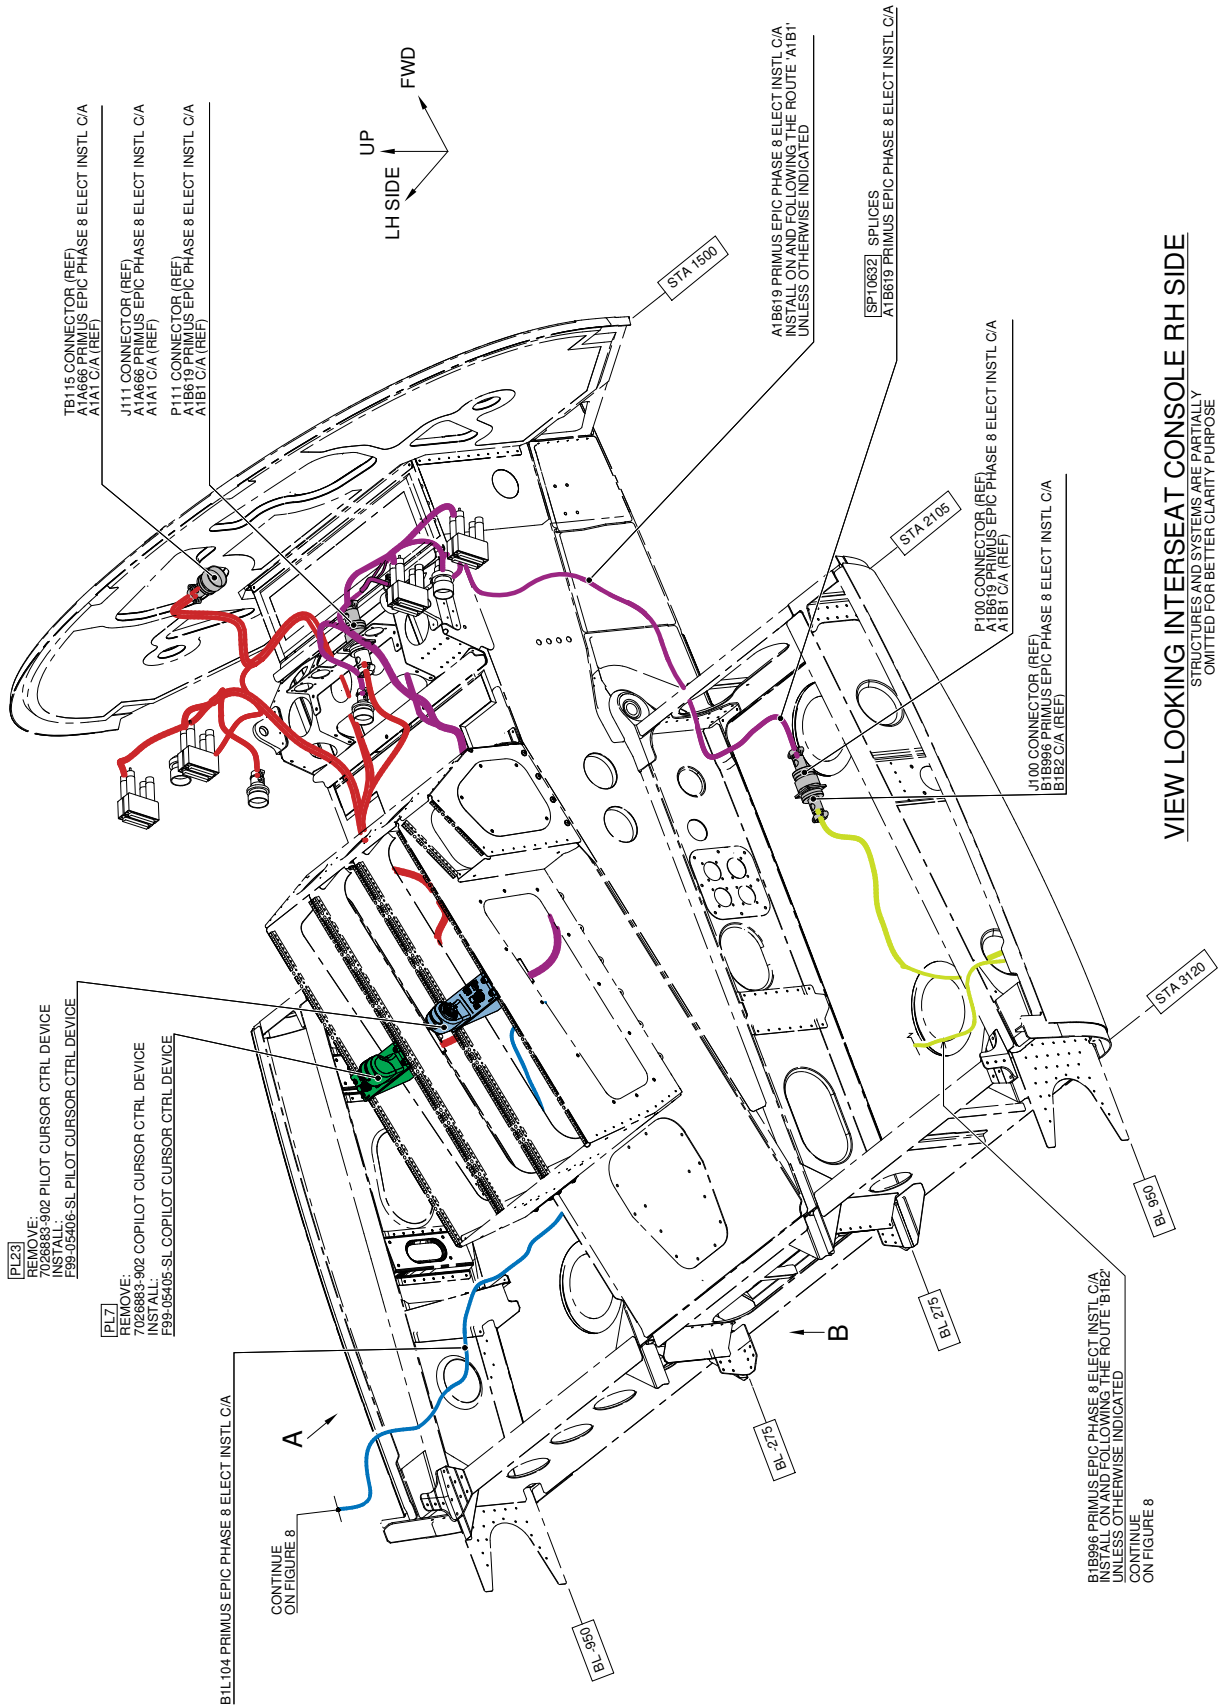 PL23
REMOVE:
7026883-902 PILOT CURSOR CTRL DEVICE
INSTALL:
F99-05406-SL PILOT CURSOR CTRL DEVICE
PL7
REMOVE:
7026883-902 COPILOT CURSOR CTRL DEVICE
INSTALL:
F99-05405-SL COPILOT CURSOR CTRL DEVICE
B1L104 PRIMUS EPIC PHASE 8 ELECT INSTL C/A
CONTINUE
ON FIGURE 8
A
B
TB115 CONNECTOR (REF)
A1A666 PRIMUS EPIC PHASE 8 ELECT INSTL C/A
A1A1 C/A (REF)
J111 CONNECTOR (REF)
A1A666 PRIMUS EPIC PHASE 8 ELECT INSTL C/A
A1A1 C/A (REF)
P111 CONNECTOR (REF)
A1B619 PRIMUS EPIC PHASE 8 ELECT INSTL C/A
A1B1 C/A (REF)
UP
FWD
LH SIDE
STA 1500
A1B619 PRIMUS EPIC PHASE 8 ELECT INSTL C/A
INSTALL ON AND FOLLOWING THE ROUTE 'A1B1'
UNLESS OTHERWISE INDICATED
SP10632 SPLICES
A1B619 PRIMUS EPIC PHASE 8 ELECT INSTL C/A
STA 2105
P100 CONNECTOR (REF)
A1B619 PRIMUS EPIC PHASE 8 ELECT INSTL C/A
A1B1 C/A (REF)
J100 CONNECTOR (REF)
B1B996 PRIMUS EPIC PHASE 8 ELECT INSTL C/A
B1B2 C/A (REF)
STA 3120
BL 950
BL 275
BL -275
BL -950
B1B996 PRIMUS EPIC PHASE 8 ELECT INSTL C/A
INSTALL ON AND FOLLOWING THE ROUTE 'B1B2'
UNLESS OTHERWISE INDICATED
CONTINUE
ON FIGURE 8
VIEW LOOKING INTERSEAT CONSOLE RH SIDE
STRUCTURES AND SYSTEMS ARE PARTIALLY
OMITTED FOR BETTER CLARITY PURPOSE